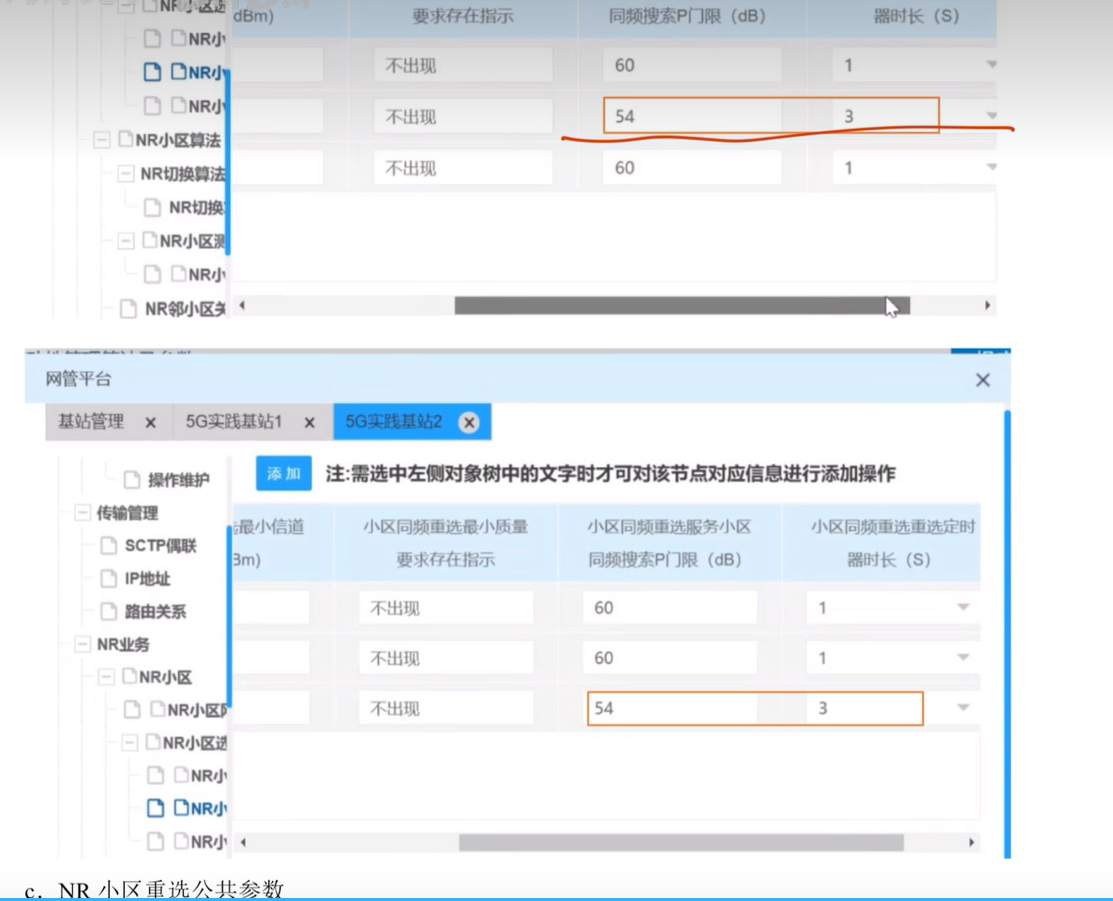 dBm) 要求存在指示 同频搜索P门限（dB） 器时长（S）
NR小区选
NR小
不出现 60 1
NR小
NR小
不出现 54 3
NR小区算法
NR切换算法
不出现 60 1
NR切换
NR小区测
NR小
NR邻小区关
网管平台
基站管理 5G实践基站1 5G实践基站2
添加 注:需选中左侧对象树中的文字时才可对该节点对应信息进行添加操作
操作维护
传输管理
SCTP偶联
IP地址
路由关系
NR业务
NR小区
NR小区
NR小区选
NR小
NR小
NR小
最小信道 小区同频重选最小质量 小区同频重选服务小区 小区同频重选重选定时
Bm) 要求存在指示 同频搜索P门限（dB） 器时长（S）
不出现 60 1
不出现 60 1
不出现 54 3
c．NR 小区重选公共参数